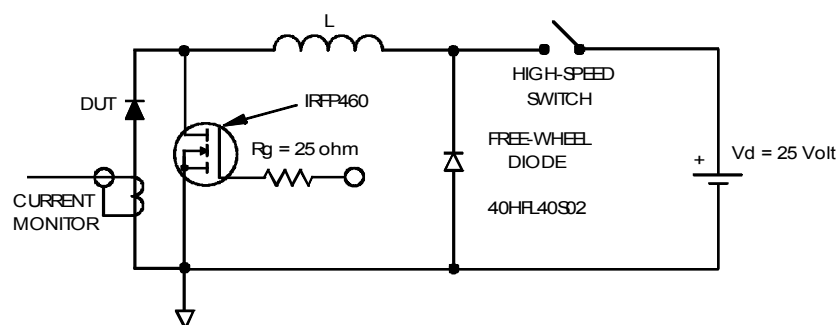 L
HIGH-SPEED
SWITCH
DUT
IRFP460
Rg = 25 ohm
FREE-WHEEL
DIODE
+
Vd = 25 Volt
CURRENT
MONITOR
40HFL40S02